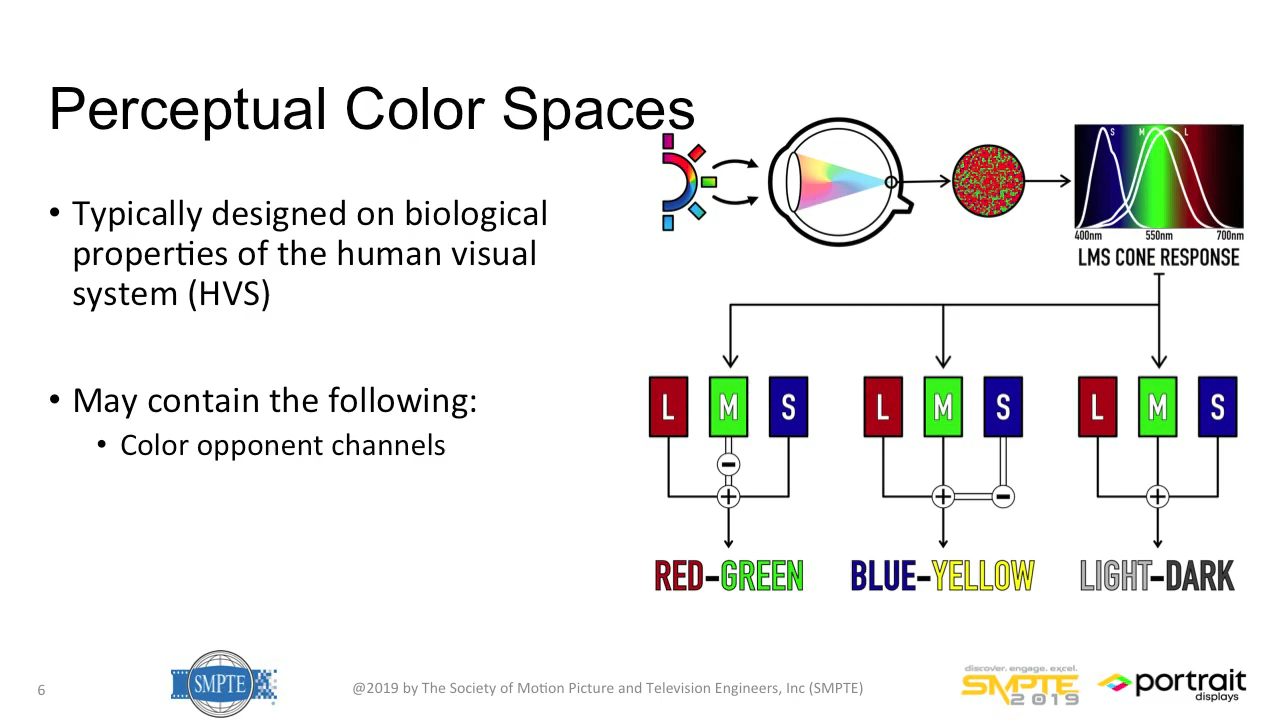 Perceptual Color Spaces
• Typically designed on biological
properties of the human visual
system (HVS)
• May contain the following:
• Color opponent channels
S M L
400nm 550nm 700nm
LMS CONE RESPONSE
L M S L M S L M S
RED-GREEN BLUE-YELLOW LIGHT-DARK
6
SMPTE
@2019 by The Society of Motion Picture and Television Engineers, Inc (SMPTE)
discover. engage. excel.
SMPTE
2019
portrait
displays